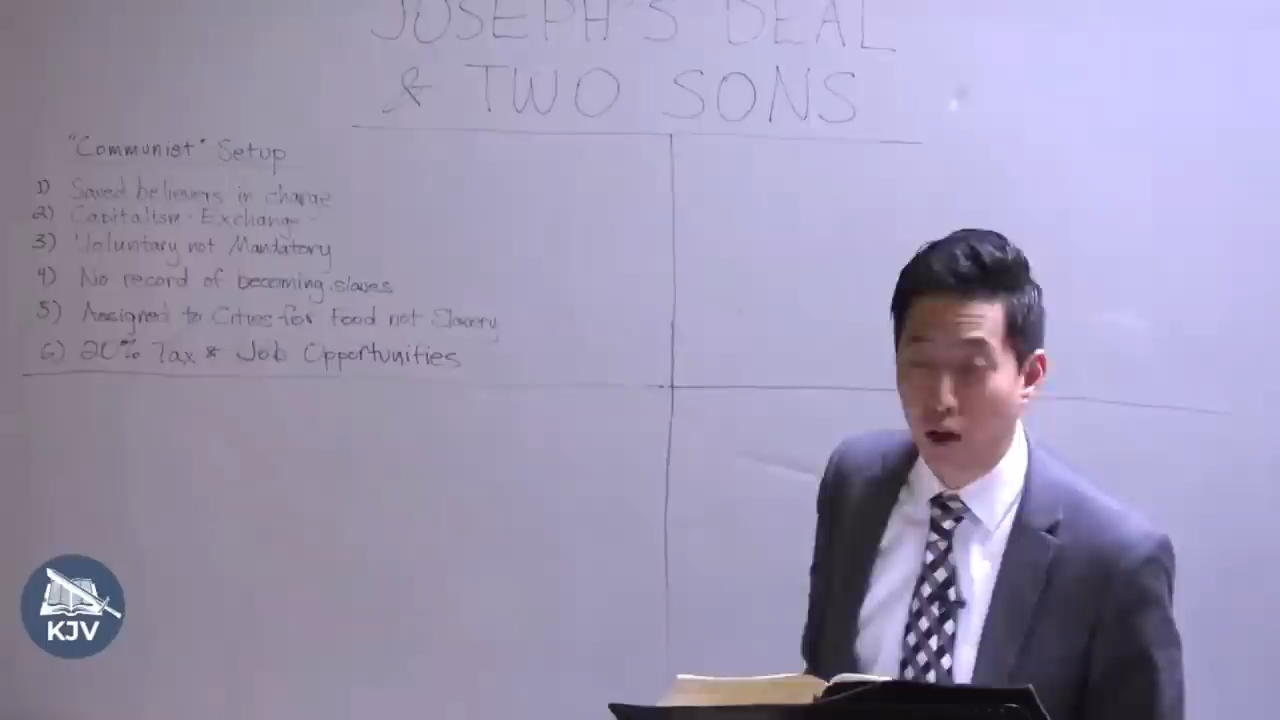 JOSEPH'S DEAL
& TWO SONS
"Communist" Setup
1) Saved believers in charge
2) Capitalism - Exchange -
3) Voluntary not Mandatory
4) No record of becoming slaves
5) Assigned to Cities for Food not Slavery
6) 20% Tax & Job Opportunities
KJV